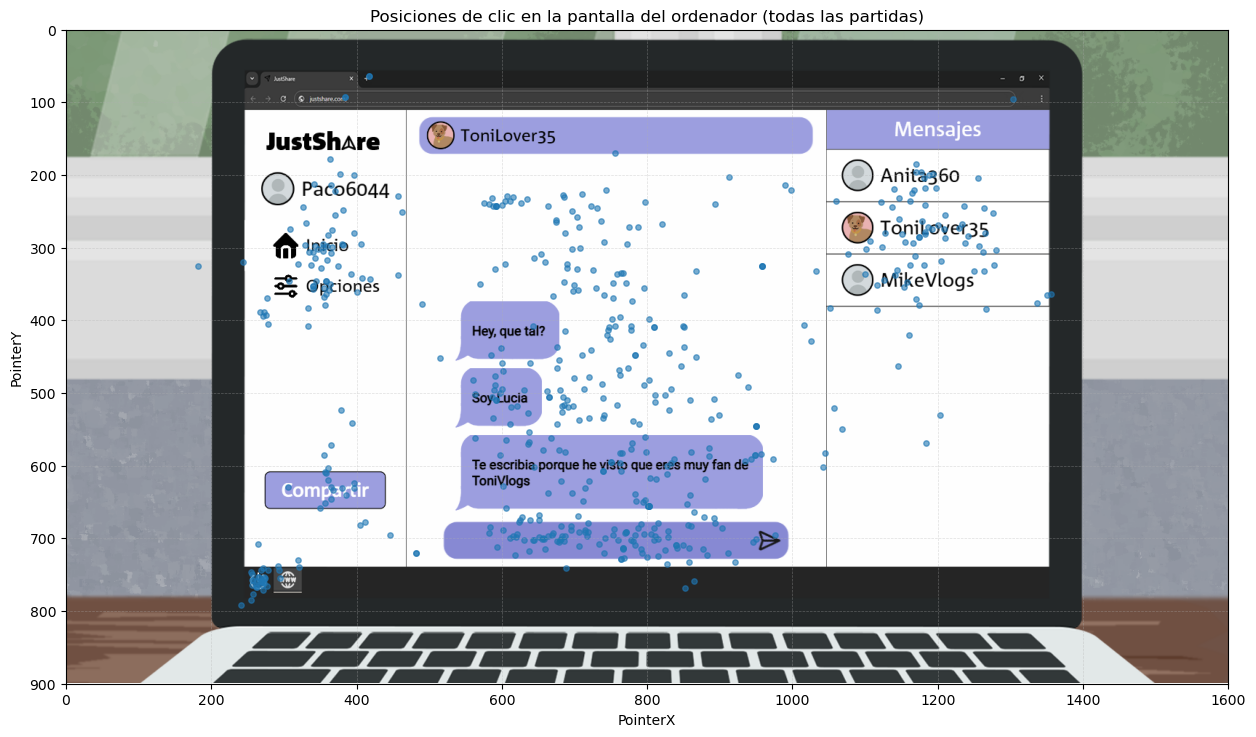 Posiciones de clic en la pantalla del ordenador (todas las partidas)
JustShare
justshare.com
JustShare
Paco6044
Inicio
Opciones
Compartir
ToniLover35
Hey, que tal?
Soy Lucia
Te escribia porque he visto que eres muy fan de
ToniVlogs
Mensajes
Anita360
ToniLover35
MikeVlogs
WWW
0
100
200
300
400
500
600
700
800
900
PointerY
0
200
400
600
800
1000
1200
1400
1600
PointerX